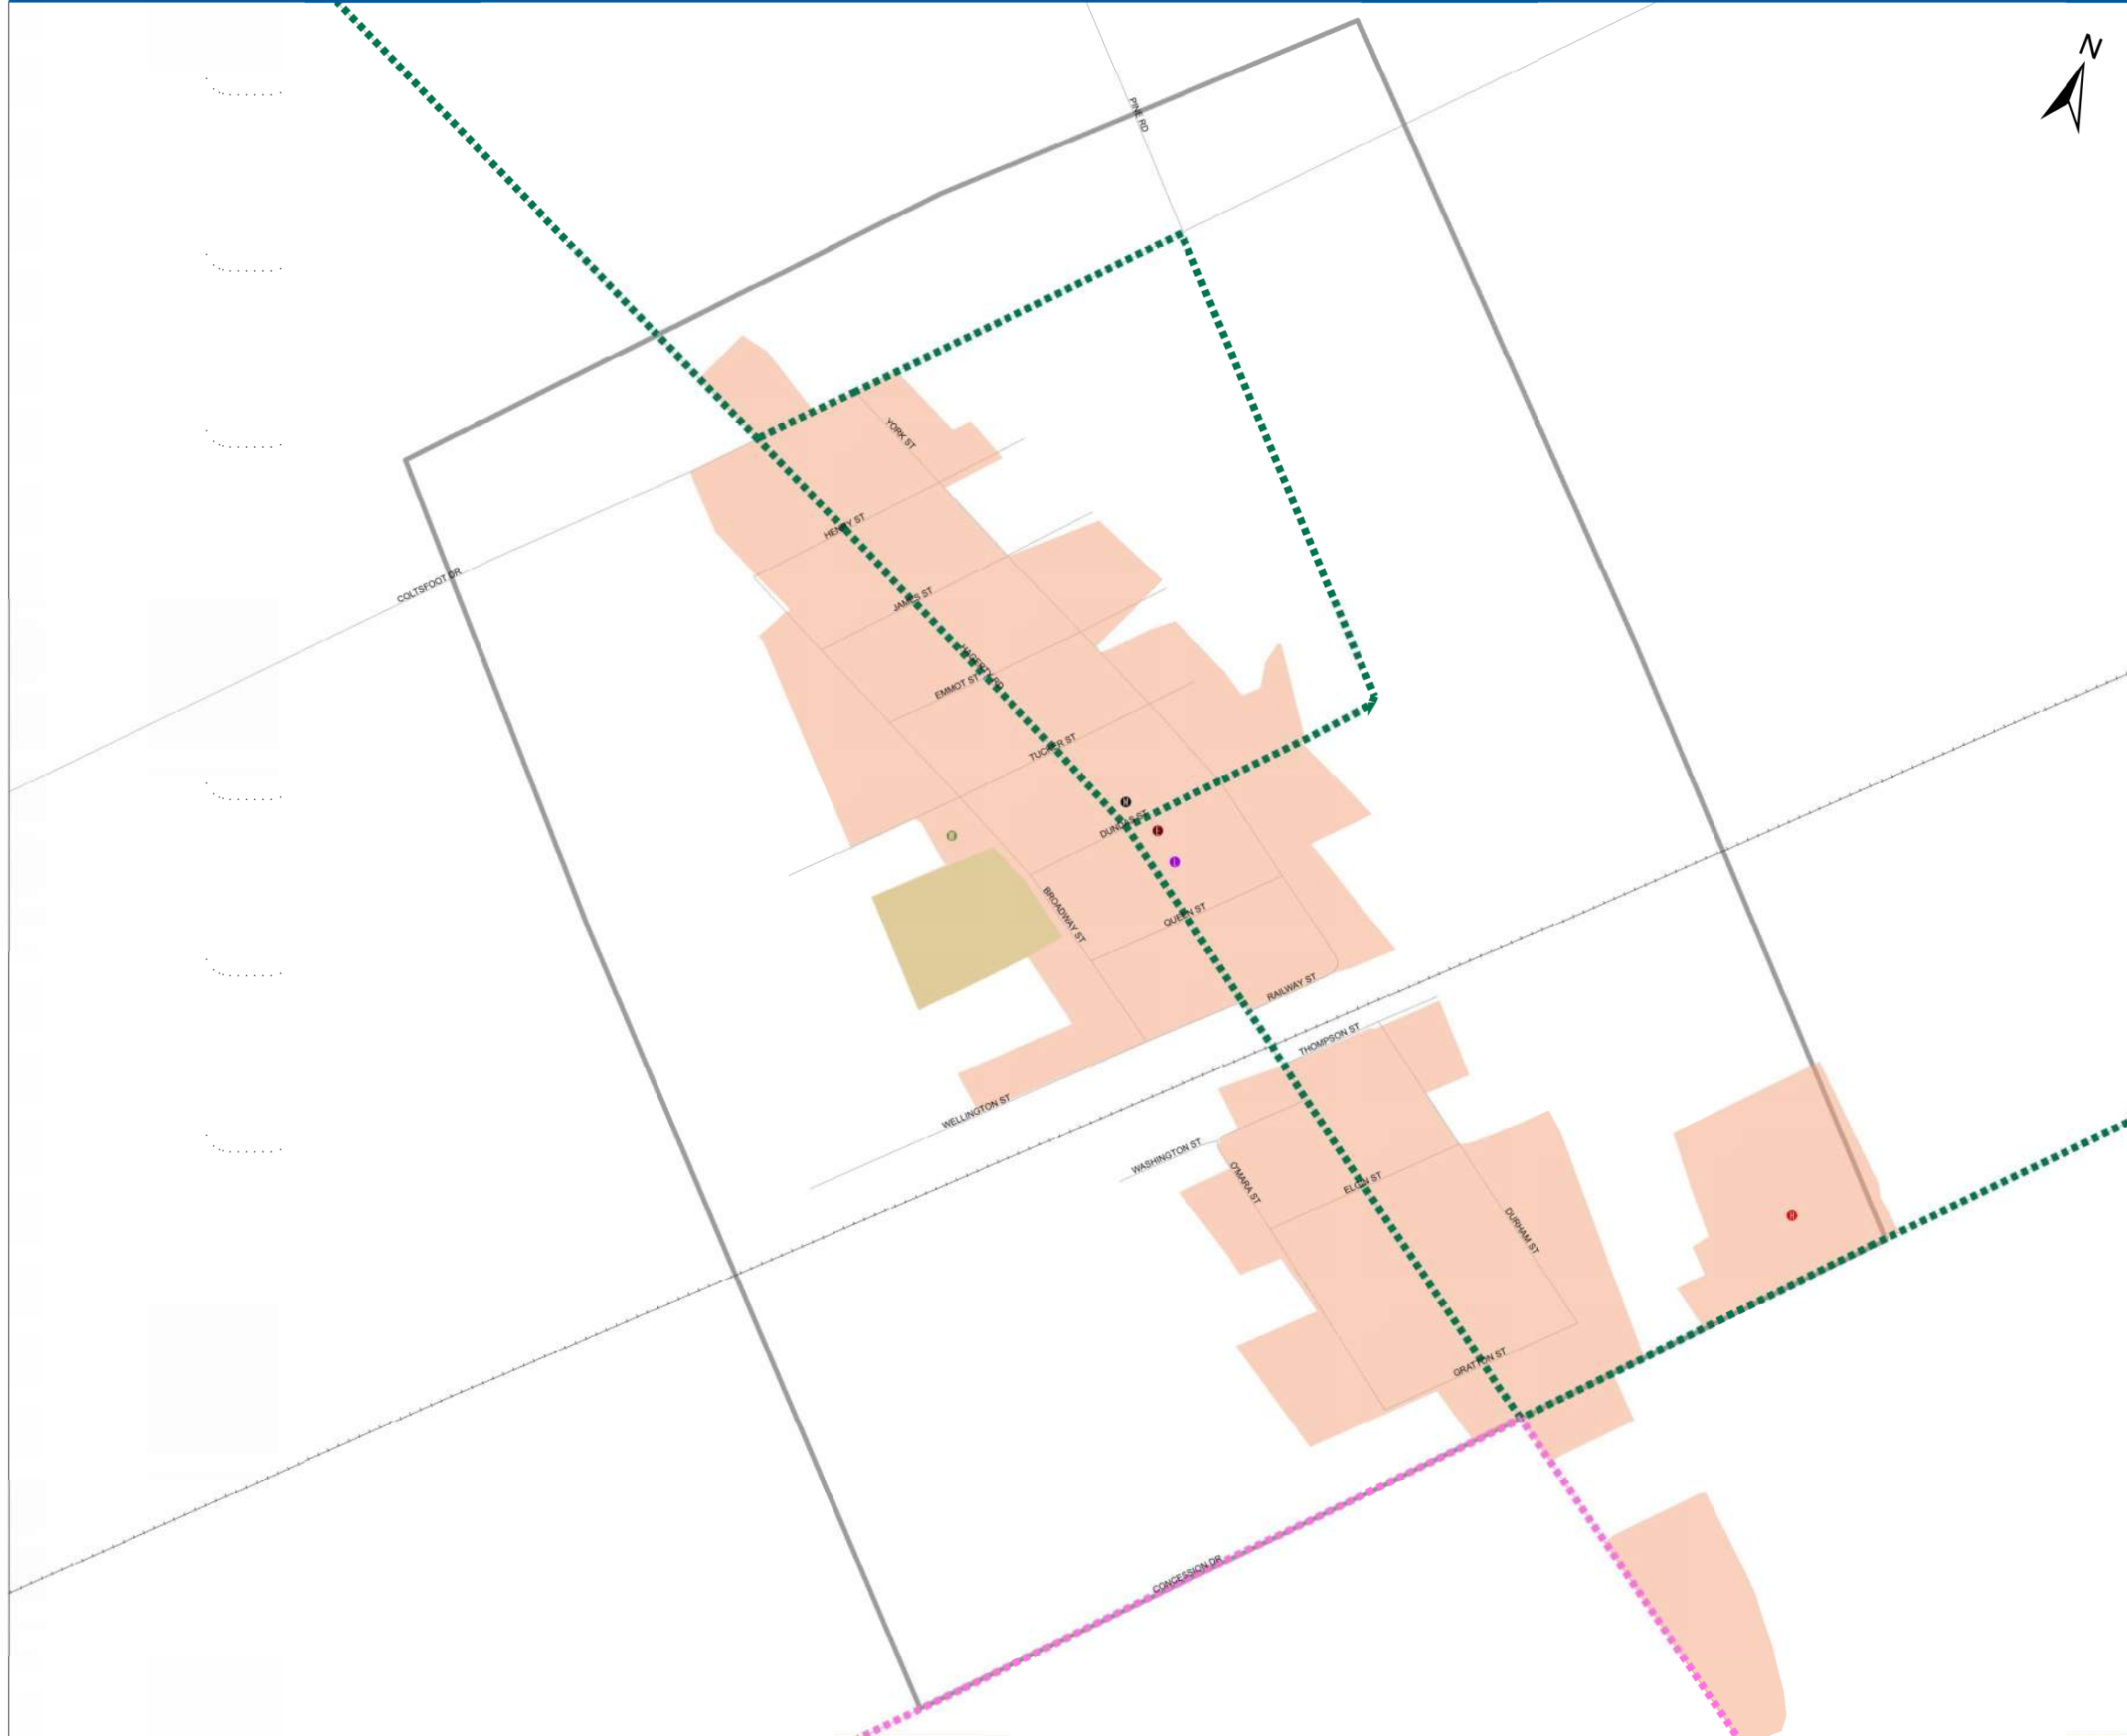 N
PINE RD
YORK ST
HENRY ST
COLTSFOOT DR
JAMES ST
HAGERTY RD
EMMOT ST
TUCKER ST
DUNDAS ST
BROADWAY ST
QUEEN ST
RAILWAY ST
THOMPSON ST
WELLINGTON ST
WASHINGTON ST
O'MARA ST
ELGIN ST
DURHAM ST
GRATTON ST
CONCESSION DR